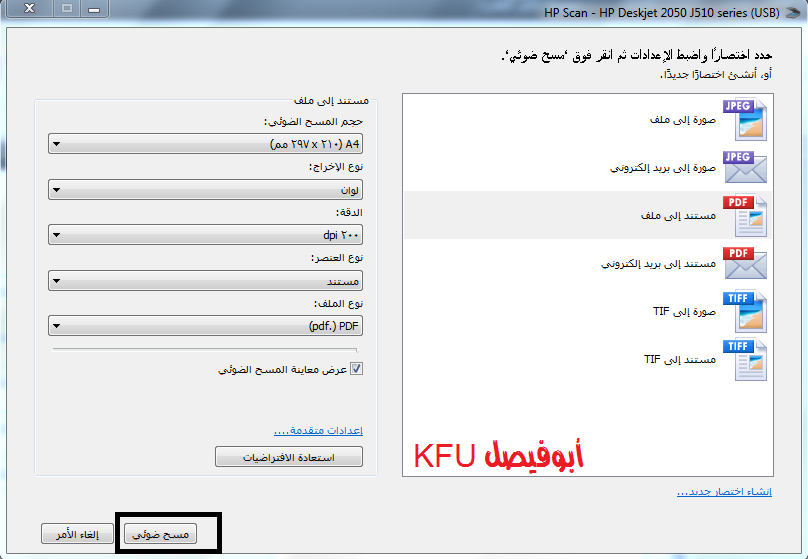 HP Scan - HP Deskjet 2050 J510 series (USB)
حدد اختصارًا واضبط الإعدادات ثم انقر فوق ‘مسح ضوئي‘.
أو، أنشئ اختصارًا جديدًا.
JPEG صورة إلى ملف
JPEG صورة إلى بريد إلكتروني
PDF مستند إلى ملف
PDF مستند إلى بريد إلكتروني
TIFF صورة إلى TIF
TIFF مستند إلى TIF
أبوفيصل KFU
إنشاء اختصار جديد...
مستند إلى ملف
حجم المسح الضوئي:
A4 (٢١٠ x ٢٩٧ مم)
نوع الإخراج:
لوان
الدقة:
٢٠٠ dpi
نوع العنصر:
مستند
نوع الملف:
PDF (.pdf)
عرض معاينة المسح الضوئي
إعدادات متقدمة....
استعادة الافتراضيات
مسح ضوئي
إلغاء الأمر